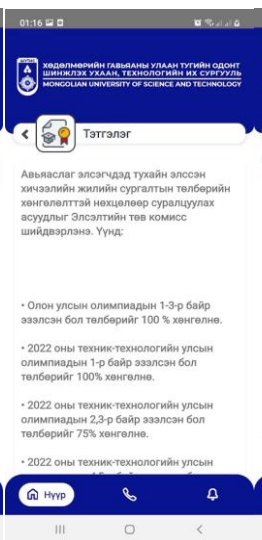 01:16
ХӨДӨЛМӨРИЙН ГАВЬЯАНЫ УЛААН ТУГИЙН ОДОНТ
ШИНЖЛЭХ УХААН, ТЕХНОЛОГИЙН ИХ СУРГУУЛЬ
MONGOLIAN UNIVERSITY OF SCIENCE AND TECHNOLOGY
Тэтгэлэг
Авьяаслаг элсэгчдэд тухайн элссэн
хичээлийн жилийн сургалтын төлбөрийн
хөнгөлөлттэй нөхцөлөөр суралцуулах
асуудлыг Элсэлтийн төв комисс
шийдвэрлэнэ. Үүнд:
• Олон улсын олимпиадын 1-3-р байр
эзэлсэн бол төлбөрийг 100 % хөнгөлнө.
• 2022 оны техник-технологийн улсын
олимпиадын 1-р байр эзэлсэн бол
төлбөрийг 100% хөнгөлнө.
• 2022 оны техник-технологийн улсын
олимпиадын 2,3-р байр эзэлсэн бол
төлбөрийг 75% хөнгөлнө.
• 2022 оны техник-технологийн улсын
Нүүр